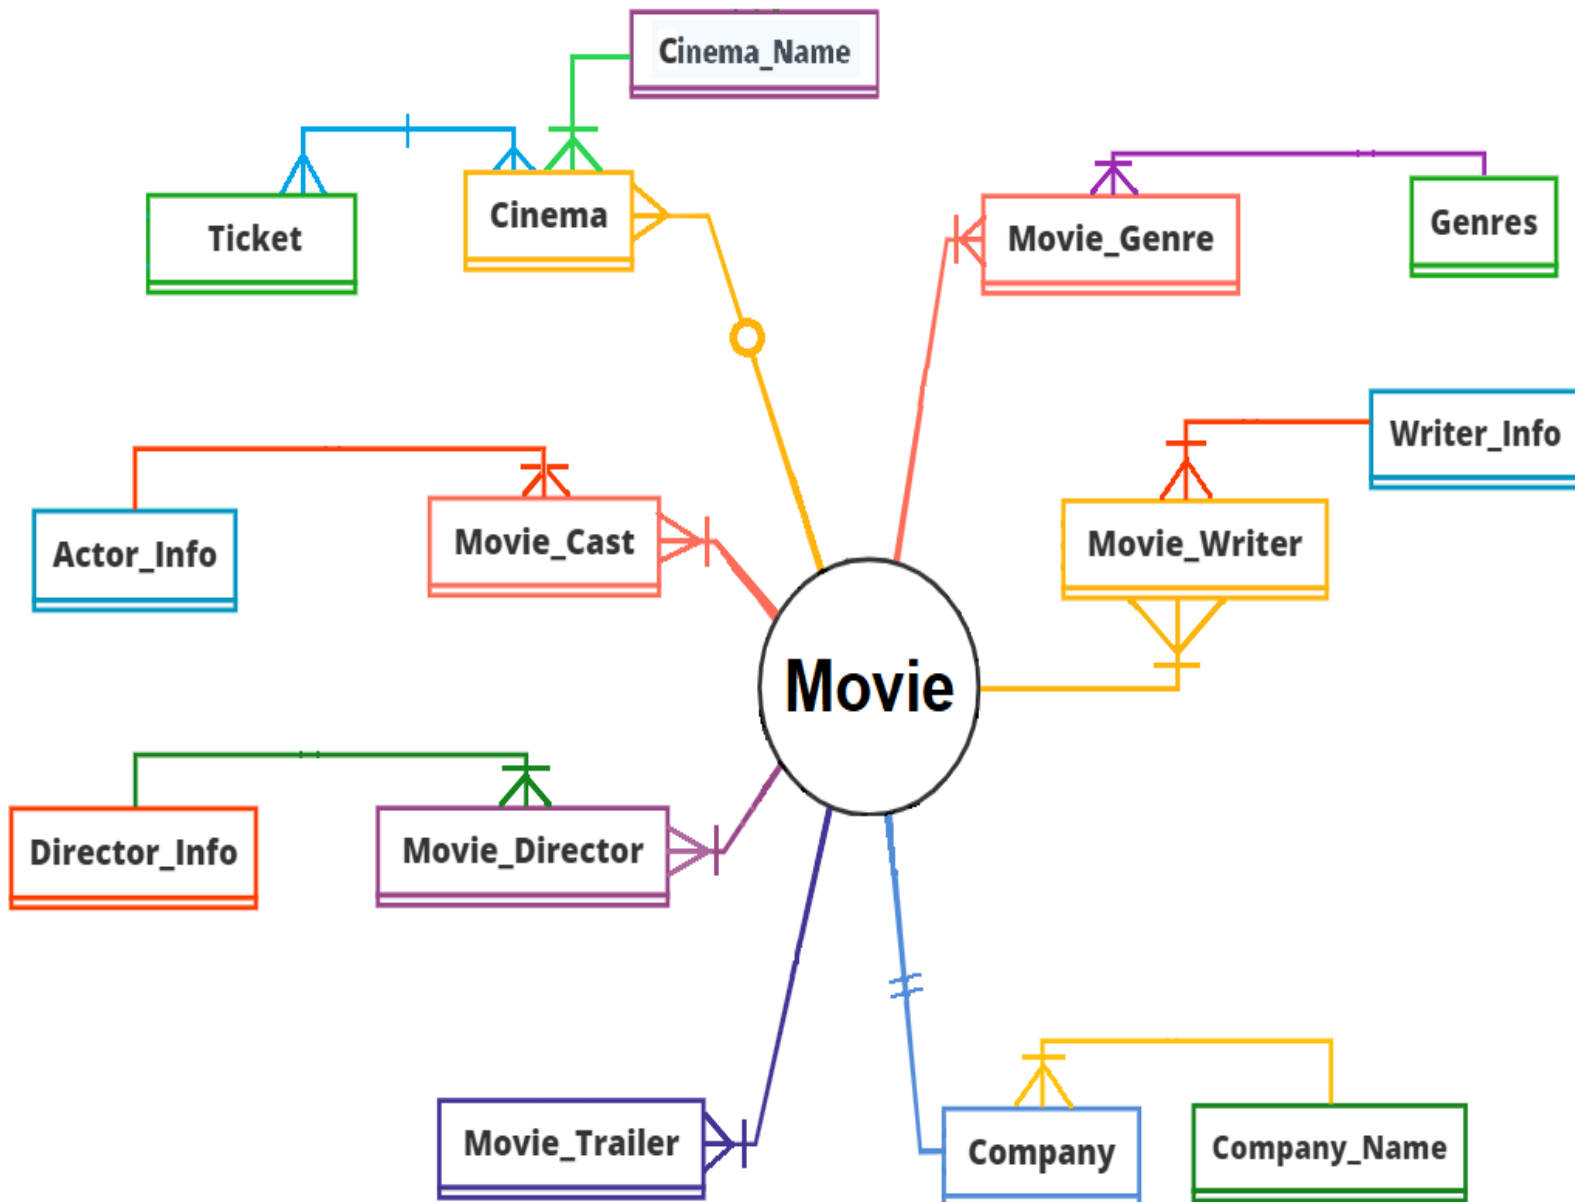 Cinema_Name
Ticket
Cinema
Movie_Genre
Genres
Writer_Info
Actor_Info
Movie_Cast
Movie_Writer
Movie
Director_Info
Movie_Director
Movie_Trailer
Company
Company_Name